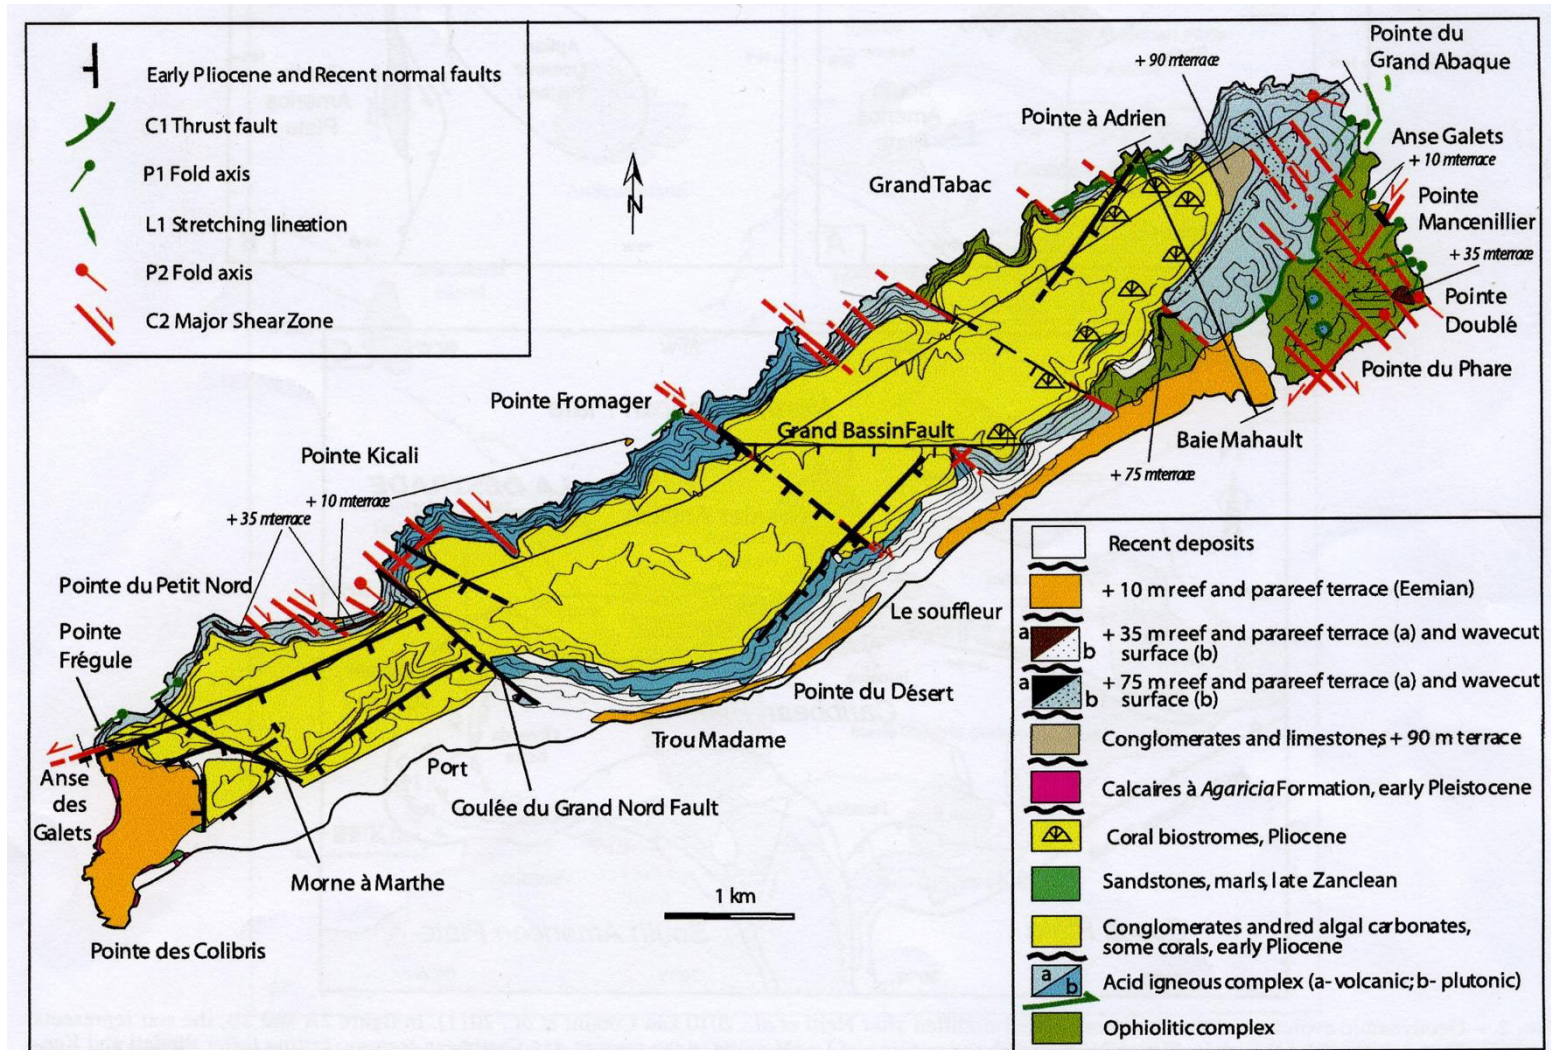 Early Pliocene and Recent normal faults
C1 Thrust fault
P1 Fold axis
L1 Stretching lineation
P2 Fold axis
C2 Major Shear Zone
N
Pointe du
Grand Abaque
+ 90 m terrace
Pointe à Adrien
Anse Galets
+ 10 m terrace
Grand Tabac
Pointe
Mancenillier
+ 35 m terrace
Pointe
Doublé
Pointe du Phare
Pointe Fromager
Grand Bassin Fault
Baie Mahault
Pointe Kicali
+ 75 m terrace
+ 10 m terrace
+ 35 m terrace
Pointe du Petit Nord
Le souffleur
Pointe
Frégule
Pointe du Désert
Trou Madame
Port
Anse
des
Galets
Coulée du Grand Nord Fault
Morne à Marthe
1 km
Pointe des Colibris
Recent deposits
+ 10 m reef and parareef terrace (Eemian)
a
b
+ 35 m reef and parareef terrace (a) and wavecut
surface (b)
a
b
+ 75 m reef and parareef terrace (a) and wavecut
surface (b)
Conglomerates and limestones, + 90 m terrace
Calcaires à Agaricia Formation, early Pleistocene
Coral biostromes, Pliocene
Sandstones, marls, late Zanclean
Conglomerates and red algal carbonates,
some corals, early Pliocene
a
b
Acid igneous complex (a- volcanic; b- plutonic)
Ophiolitic complex